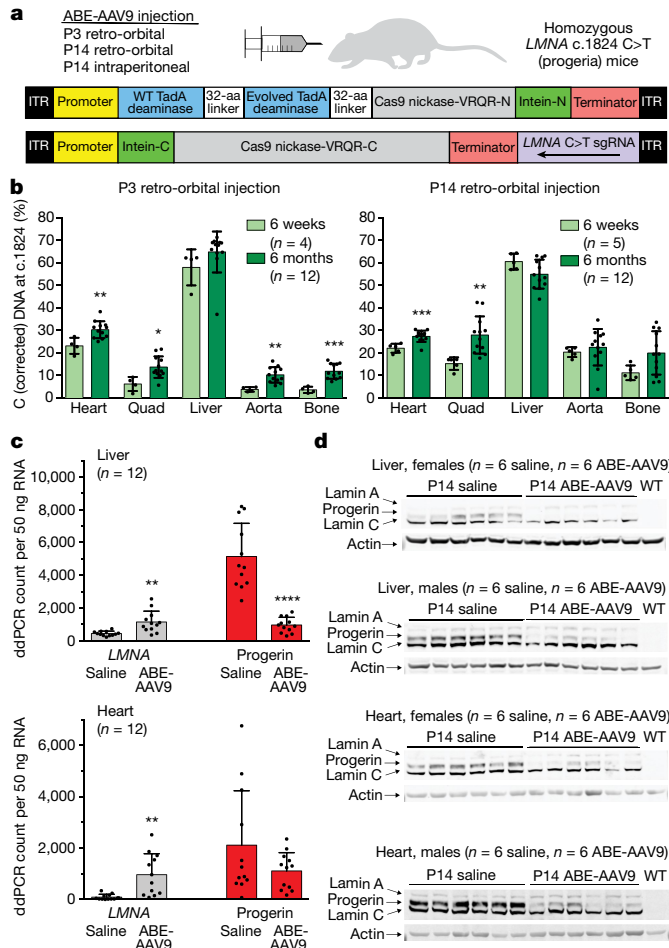 a
ABE-AAV9 injection
P3 retro-orbital
P14 retro-orbital
P14 intraperitoneal
Homozygous
LMNA c.1824 C>T
(progeria) mice
ITR Promoter WT TadA deaminase 32-aa linker Evolved TadA deaminase 32-aa linker Cas9 nickase-VRQR-N Intein-N Terminator ITR
ITR Promoter Intein-C Cas9 nickase-VRQR-C Terminator LMNA C>T sgRNA ITR
b
P3 retro-orbital injection
C (corrected) DNA at c.1824 (%)
80
70
60
50
40
30
20
10
0
6 weeks
(n = 4)
6 months
(n = 12)
** * ** ***
Heart Quad Liver Aorta Bone
P14 retro-orbital injection
80
70
60
50
40
30
20
10
0
6 weeks
(n = 5)
6 months
(n = 12)
*** **
Heart Quad Liver Aorta Bone
c
Liver
(n = 12)
ddPCR count per 50 ng RNA
10,000
8,000
6,000
4,000
2,000
0
** ****
LMNA Progerin
Saline ABE-AAV9 Saline ABE-AAV9
Heart
(n = 12)
ddPCR count per 50 ng RNA
6,000
4,000
2,000
0
**
LMNA Progerin
Saline ABE-AAV9 Saline ABE-AAV9
d
Liver, females (n = 6 saline, n = 6 ABE-AAV9)
P14 saline P14 ABE-AAV9 WT
Lamin A
Progerin
Lamin C
Actin
Liver, males (n = 6 saline, n = 6 ABE-AAV9)
P14 saline P14 ABE-AAV9 WT
Lamin A
Progerin
Lamin C
Actin
Heart, females (n = 6 saline, n = 6 ABE-AAV9)
P14 saline P14 ABE-AAV9 WT
Lamin A
Progerin
Lamin C
Actin
Heart, males (n = 6 saline, n = 6 ABE-AAV9)
P14 saline P14 ABE-AAV9 WT
Lamin A
Progerin
Lamin C
Actin